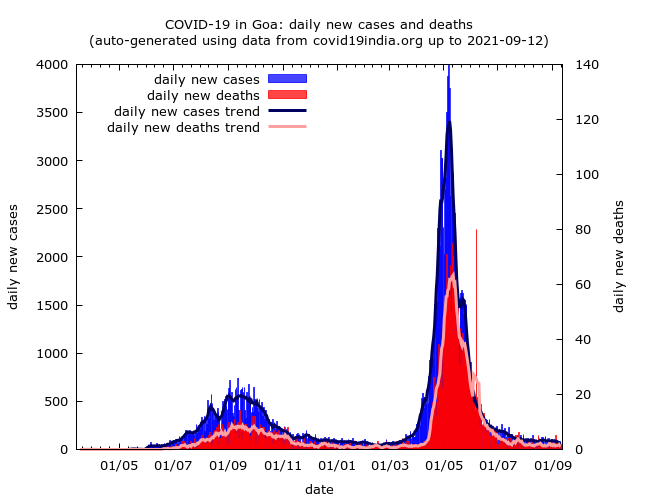 COVID-19 in Goa: daily new cases and deaths
(auto-generated using data from covid19india.org up to 2021-09-12)
daily new cases
daily new deaths
daily new cases trend
daily new deaths trend
4000
3500
3000
2500
2000
1500
1000
500
0
140
120
100
80
60
40
20
0
daily new cases
daily new deaths
01/05 01/07 01/09 01/11 01/01 01/03 01/05 01/07 01/09
date